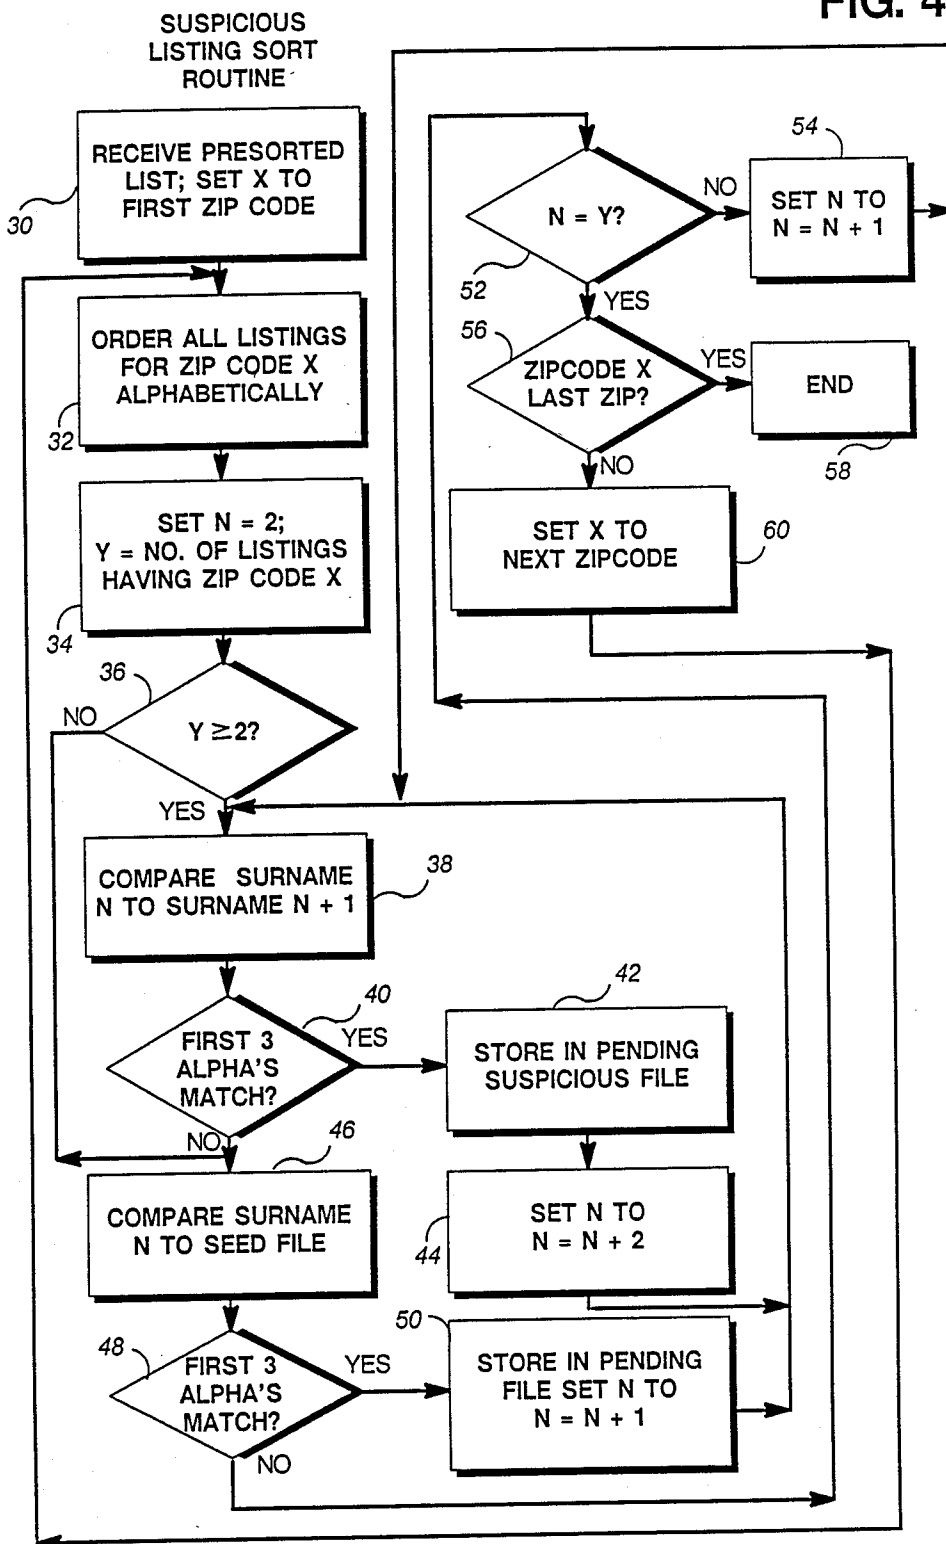 FIG. 4
SUSPICIOUS
LISTING SORT
ROUTINE
RECEIVE PRESORTED
LIST; SET X TO
FIRST ZIP CODE
30
ORDER ALL LISTINGS
FOR ZIP CODE X
ALPHABETICALLY
32
SET N = 2;
Y = NO. OF LISTINGS
HAVING ZIP CODE X
34
36
NO
Y ≥ 2?
YES
COMPARE SURNAME
N TO SURNAME N + 1
38
40
FIRST 3
ALPHA'S
MATCH?
YES
NO
42
STORE IN PENDING
SUSPICIOUS FILE
SET N TO
N = N + 2
44
46
COMPARE SURNAME
N TO SEED FILE
48
FIRST 3
ALPHA'S
MATCH?
YES
NO
50
STORE IN PENDING
FILE SET N TO
N = N + 1
N = Y?
52
NO
YES
54
SET N TO
N = N + 1
56
ZIPCODE X
LAST ZIP?
YES
NO
END
58
SET X TO
NEXT ZIPCODE
60